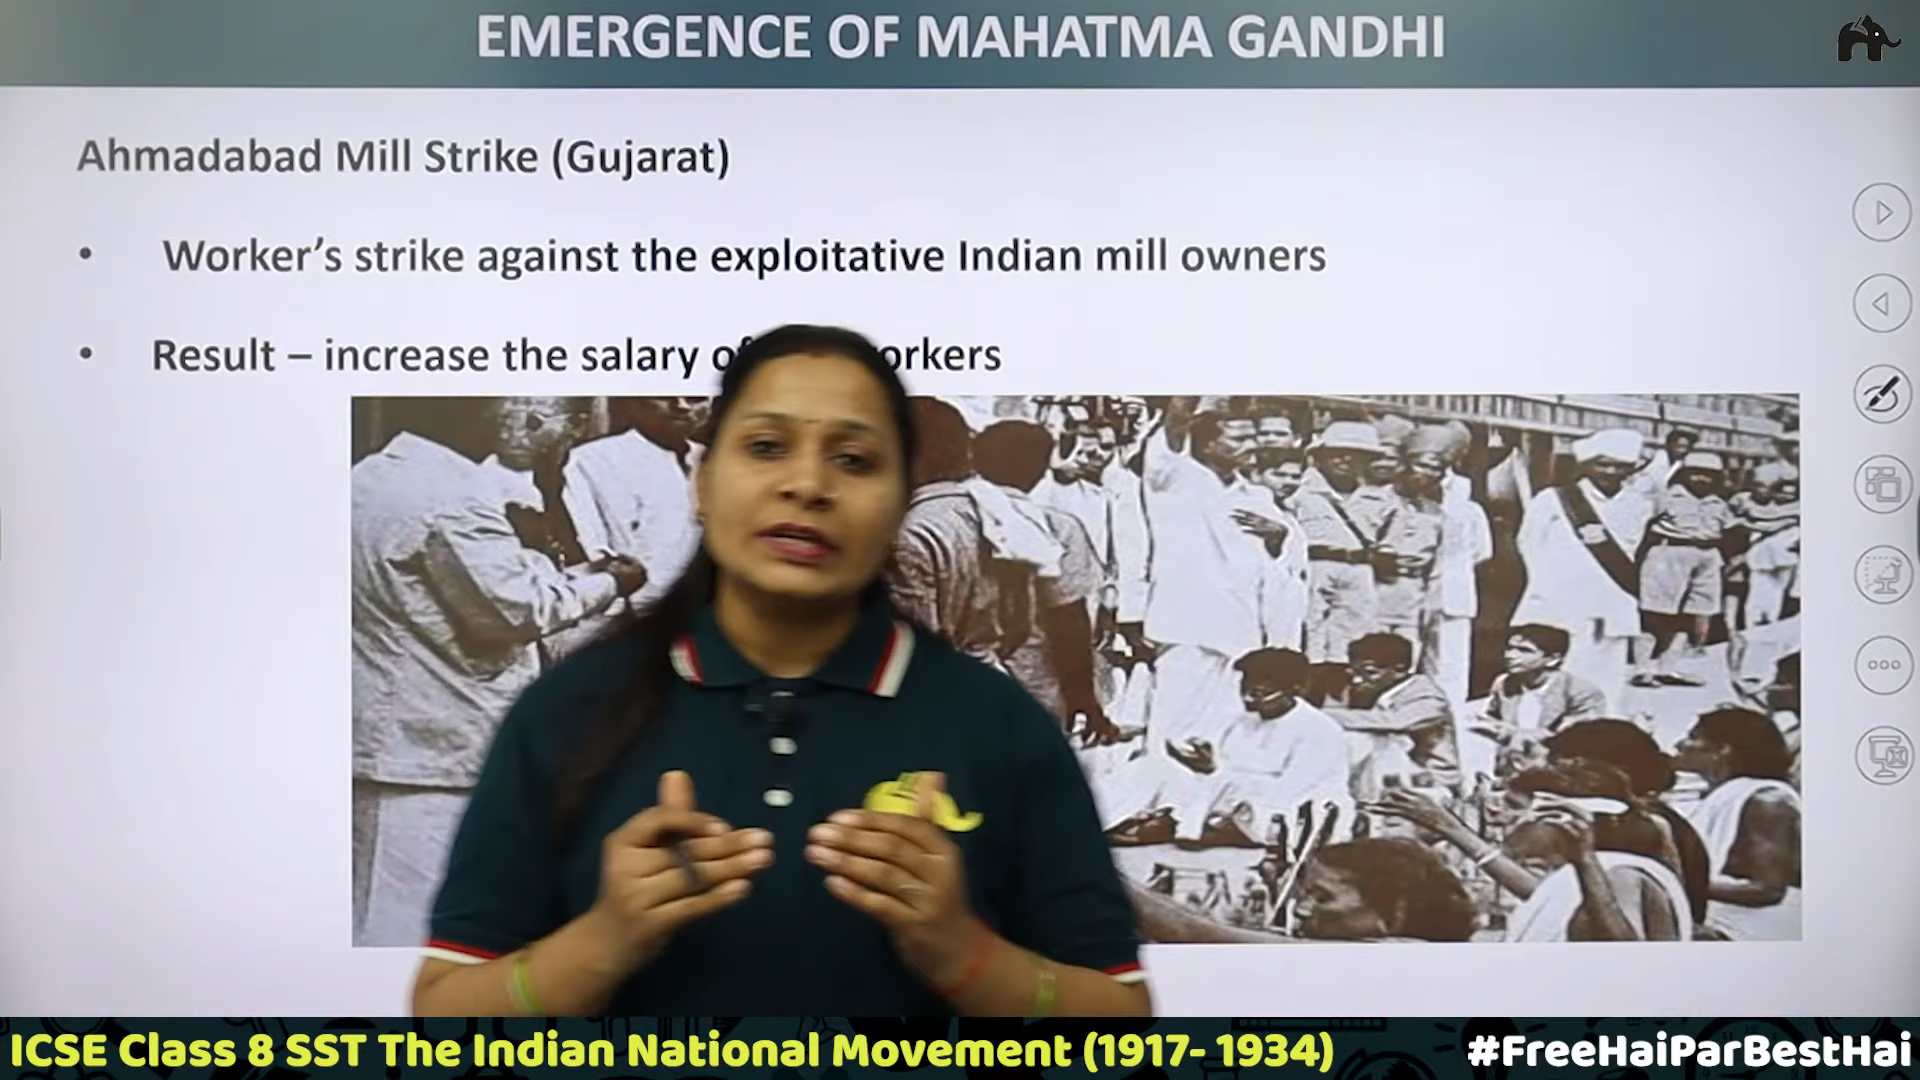 EMERGENCE OF MAHATMA GANDHI
Ahmadabad Mill Strike (Gujarat)
• Worker's strike against the exploitative Indian mill owners
• Result – increase the salary of orkers
ICSE Class 8 SST The Indian National Movement (1917- 1934)
#FreeHaiParBestHai